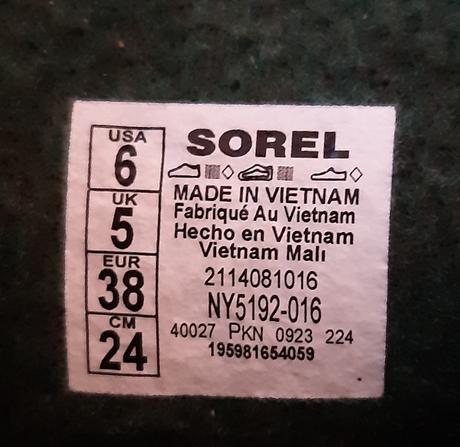 USA
6
UK
5
EUR
38
CM
24
SOREL
MADE IN VIETNAM
Fabriqué Au Vietnam
Hecho en Vietnam
Vietnam Malı
2114081016
NY5192-016
40027 PKN 0923 224
195981654059